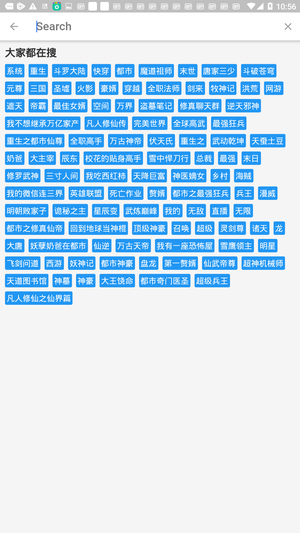 10:56
Search
大家都在搜
系统 重生 斗罗大陆 快穿 都市 魔道祖师 末世 唐家三少 斗破苍穹
元尊 三国 圣墟 火影 豪婿 穿越 全职法师 剑来 牧神记 洪荒 网游
遮天 帝霸 最佳女婿 空间 万界 盗墓笔记 修真聊天群 逆天邪神
我不想继承万亿家产 凡人修仙传 完美世界 全球高武 最强狂兵
重生之都市仙尊 全职高手 万古神帝 伏天氏 重生之 武动乾坤 天蚕土豆
奶爸 大主宰 辰东 校花的贴身高手 雪中悍刀行 总裁 最强 末日
修罗武神 三寸人间 我吃西红柿 天降巨富 神医嫡女 乡村 海贼
我的微信连三界 英雄联盟 死亡作业 赘婿 都市之最强狂兵 兵王 漫威
明朝败家子 诡秘之主 星辰变 武炼巅峰 我的 无敌 直播 无限
都市之修真仙帝 回到地球当神棍 顶级神豪 召唤 超级 灵剑尊 诸天 龙
大唐 妖孽奶爸在都市 仙逆 万古天帝 我有一座恐怖屋 雪鹰领主 明星
飞剑问道 西游 妖神记 都市神豪 盘龙 第一赘婿 仙武帝尊 超神机械师
天道图书馆 神墓 神豪 大王饶命 都市奇门医圣 超级兵王
凡人修仙之仙界篇